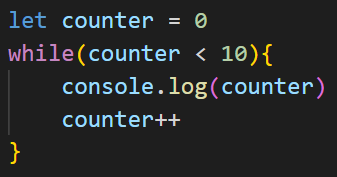 let counter = 0
while(counter < 10){
    console.log(counter)
    counter++
}